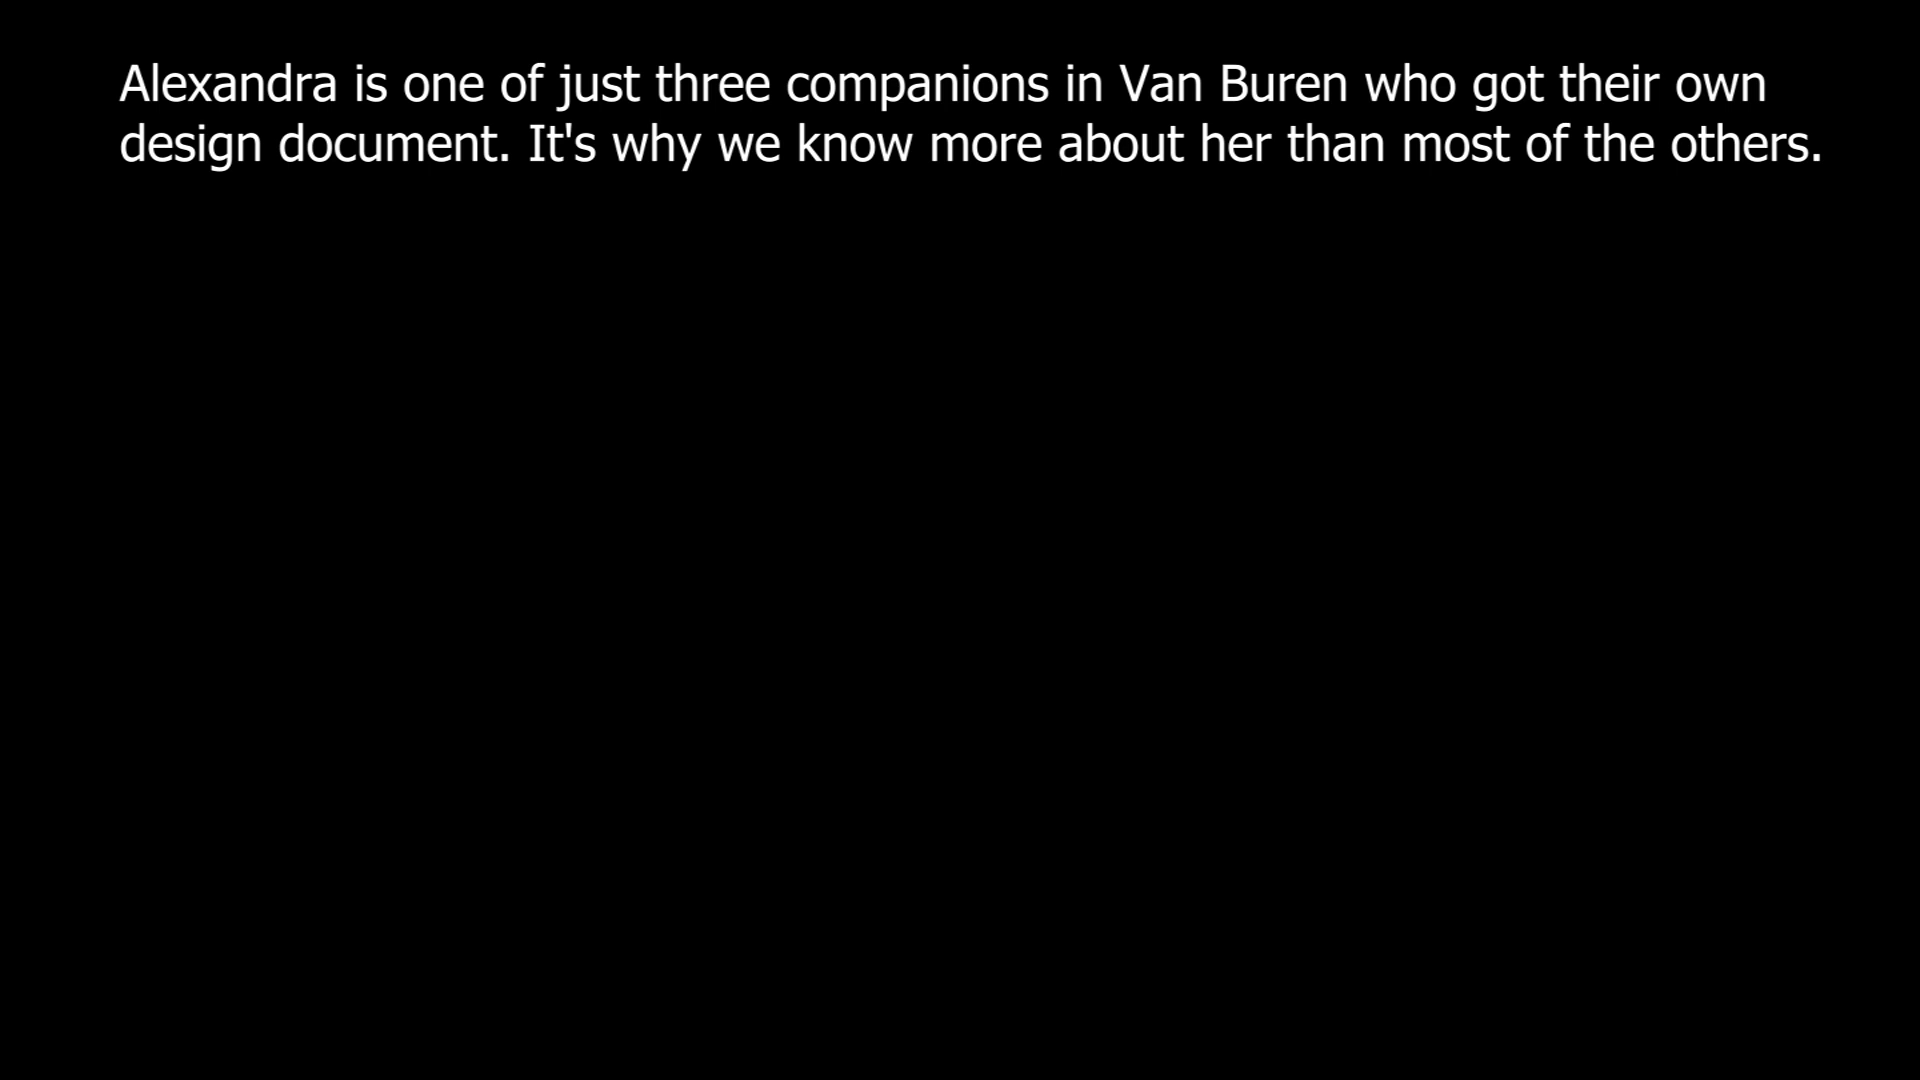 Alexandra is one of just three companions in Van Buren who got their own
design document. It's why we know more about her than most of the others.